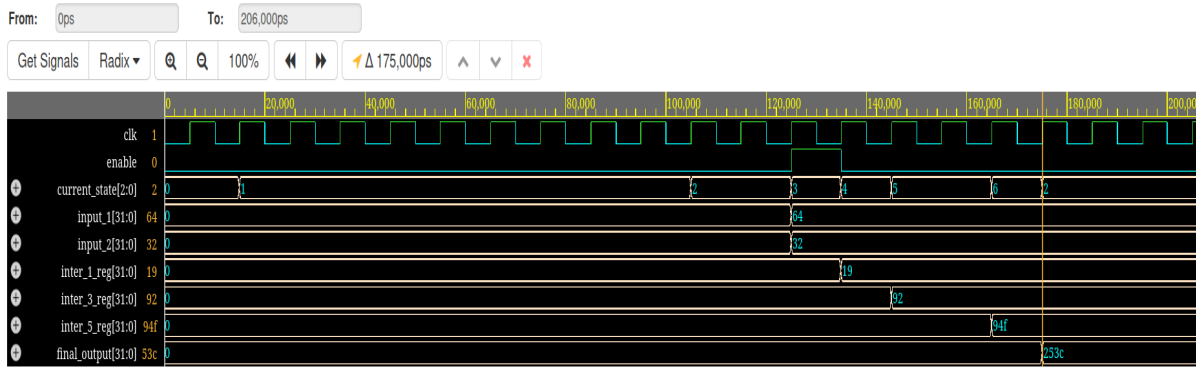 From: 0ps To: 206,000ps
Get Signals Radix▾ 100% Δ 175,000ps
0 20,000 40,000 60,000 80,000 100,000 120,000 140,000 160,000 180,000 200,00
clk 1
enable 0
current_state[2:0] 2 0 1 2 3 4 5 6 2
input_1[31:0] 64 0 64
input_2[31:0] 32 0 32
inter_1_reg[31:0] 19 0 19
inter_3_reg[31:0] 92 0 92
inter_5_reg[31:0] 94f 0 94f
final_output[31:0] 53c 0 253c